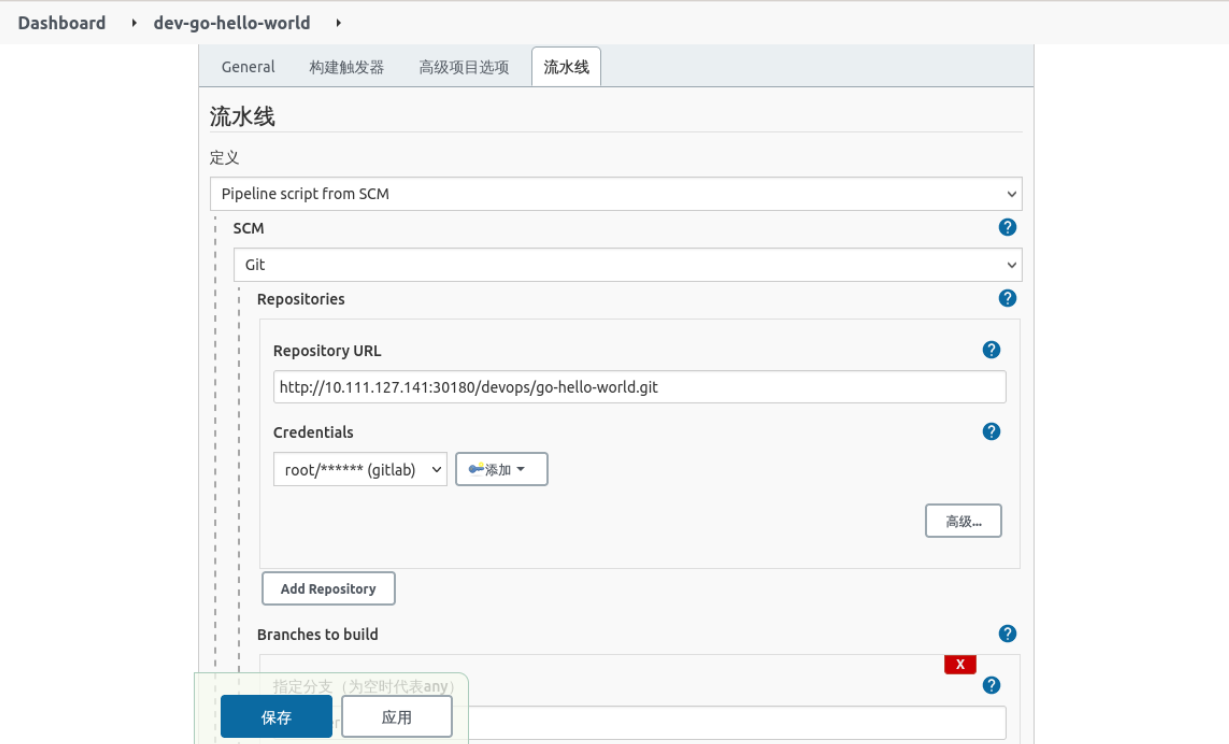 Dashboard dev-go-hello-world
General 构建触发器 高级项目选项 流水线
流水线
定义
Pipeline script from SCM
SCM
Git
Repositories
Repository URL
http://10.111.127.141:30180/devops/go-hello-world.git
Credentials
root/****** (gitlab) 添加
高级...
Add Repository
Branches to build
X
指定分支（为空时代表any）
保存 应用